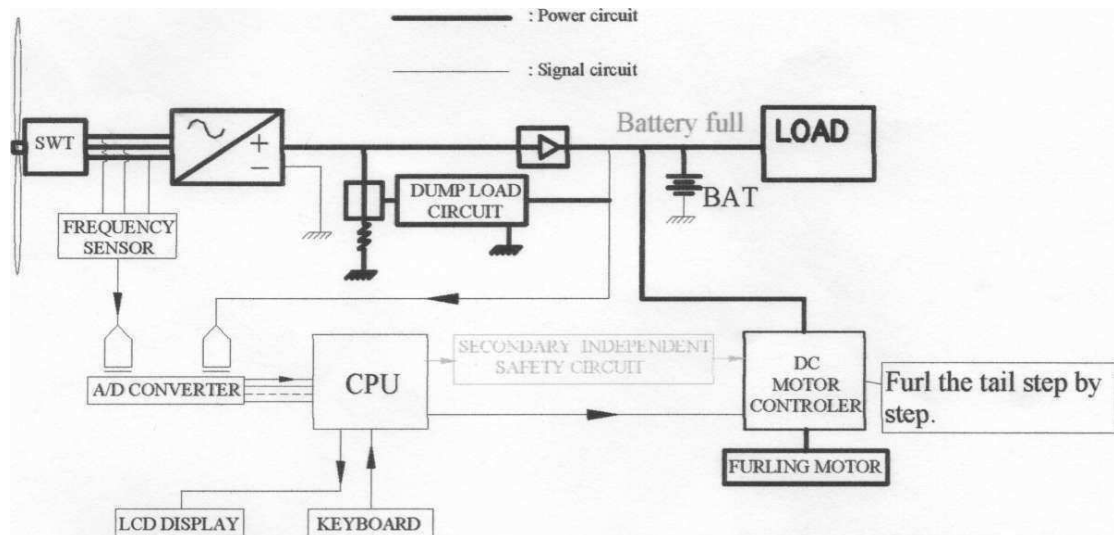 : Power circuit
: Signal circuit
SWT
+
−
Battery full
LOAD
DUMP LOAD
CIRCUIT
BAT
FREQUENCY
SENSOR
SECONDARY INDEPENDENT
SAFETY CIRCUIT
CPU
DC
MOTOR
CONTROLER
Furl the tail step by
step.
A/D CONVERTER
FURLING MOTOR
LCD DISPLAY
KEYBOARD